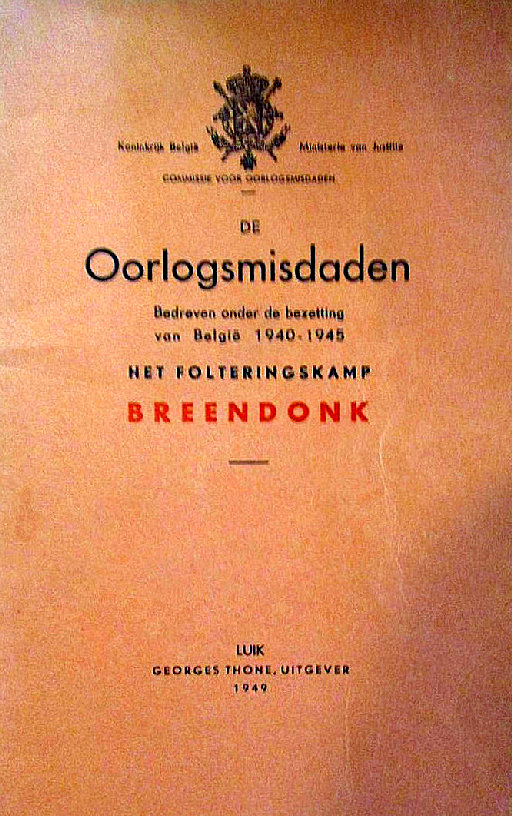 Koninkrijk België Ministerie van Justitie
COMMISSIE VOOR OORLOGSMISDADEN
DE
Oorlogsmisdaden
Bedreven onder de bezetting
van België 1940-1945
HET FOLTERINGSKAMP
BREENDONK
LUIK
GEORGES THONE, UITGEVER
1949